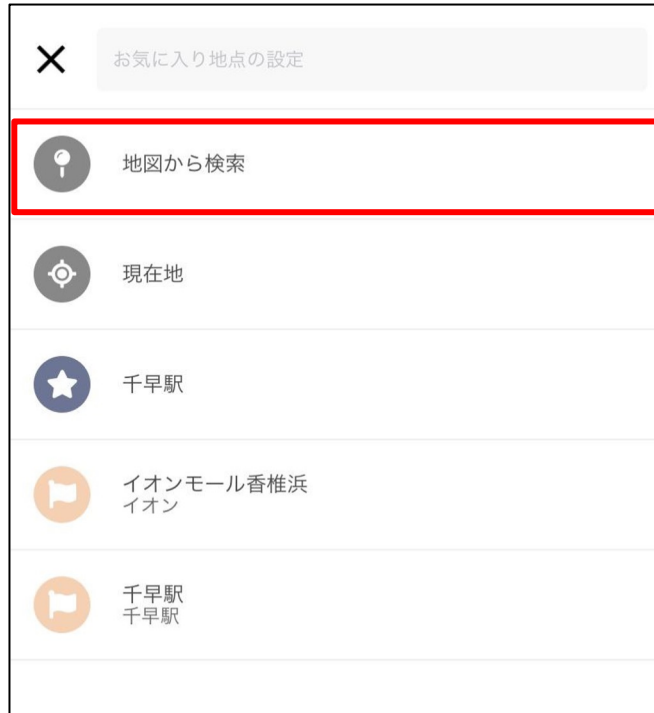 お気に入り地点の設定
地図から検索
現在地
千早駅
イオンモール香椎浜
イオン
千早駅
千早駅